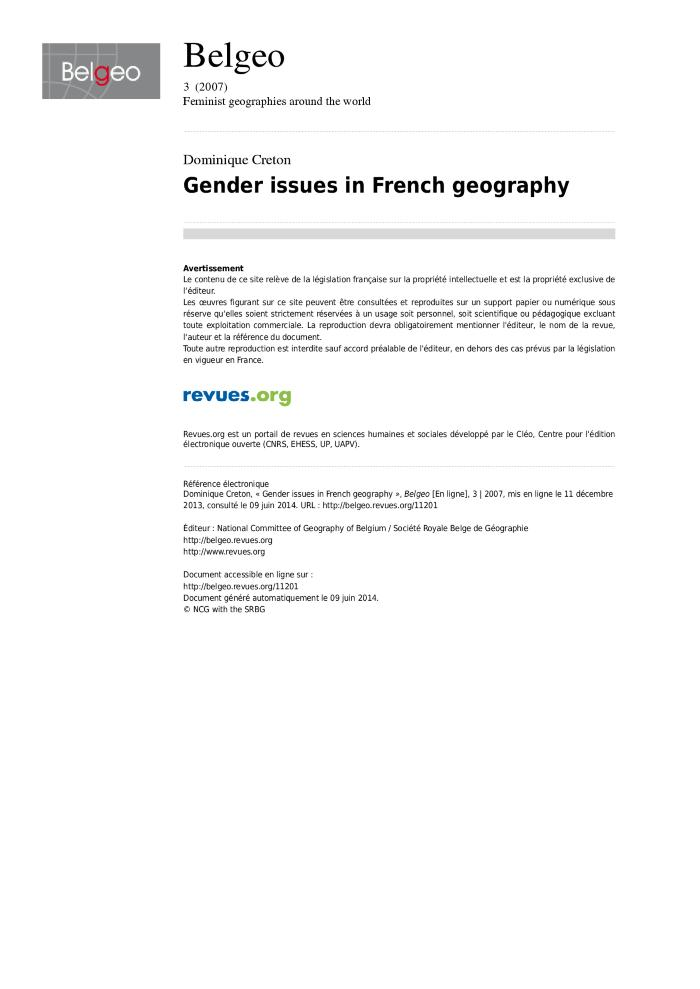 Belgeo
Belgeo
3 (2007)
Feminist geographies around the world
Dominique Creton
Gender issues in French geography
Avertissement
Le contenu de ce site relève de la législation française sur la propriété intellectuelle et est la propriété exclusive de
l'éditeur.
Les œuvres figurant sur ce site peuvent être consultées et reproduites sur un support papier ou numérique sous
réserve qu'elles soient strictement réservées à un usage soit personnel, soit scientifique ou pédagogique excluant
toute exploitation commerciale. La reproduction devra obligatoirement mentionner l'éditeur, le nom de la revue,
l'auteur et la référence du document.
Toute autre reproduction est interdite sauf accord préalable de l'éditeur, en dehors des cas prévus par la législation
en vigueur en France.
revues.org
Revues.org est un portail de revues en sciences humaines et sociales développé par le Cléo, Centre pour l'édition
électronique ouverte (CNRS, EHESS, UP, UAPV).
Référence électronique
Dominique Creton, « Gender issues in French geography », Belgeo [En ligne], 3 | 2007, mis en ligne le 11 décembre
2013, consulté le 09 juin 2014. URL : http://belgeo.revues.org/11201
Éditeur : National Committee of Geography of Belgium / Société Royale Belge de Géographie
http://belgeo.revues.org
http://www.revues.org
Document accessible en ligne sur :
http://belgeo.revues.org/11201
Document généré automatiquement le 09 juin 2014.
© NCG with the SRBG